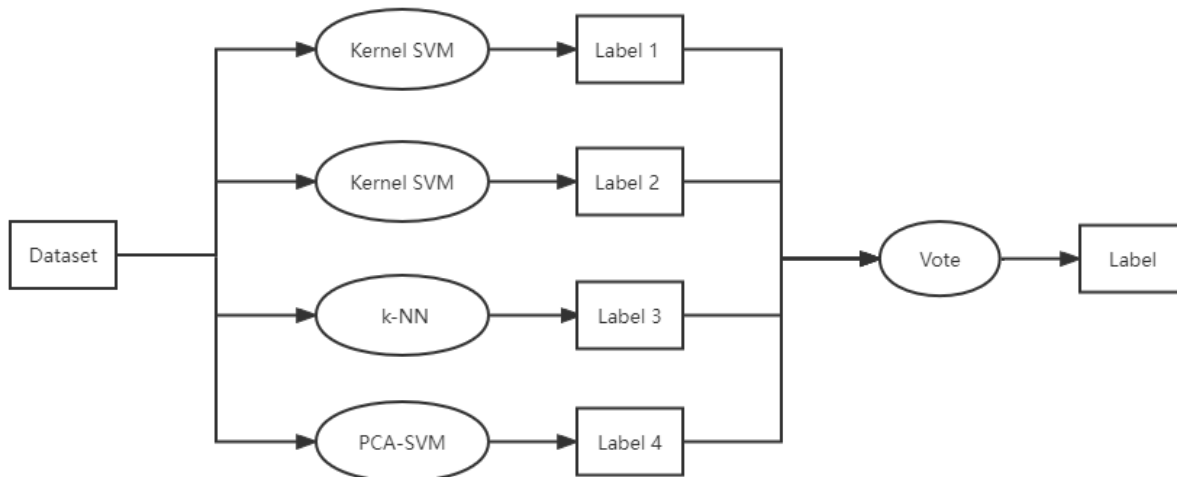 Kernel SVM
Label 1
Kernel SVM
Label 2
Dataset
Vote
Label
k-NN
Label 3
PCA-SVM
Label 4